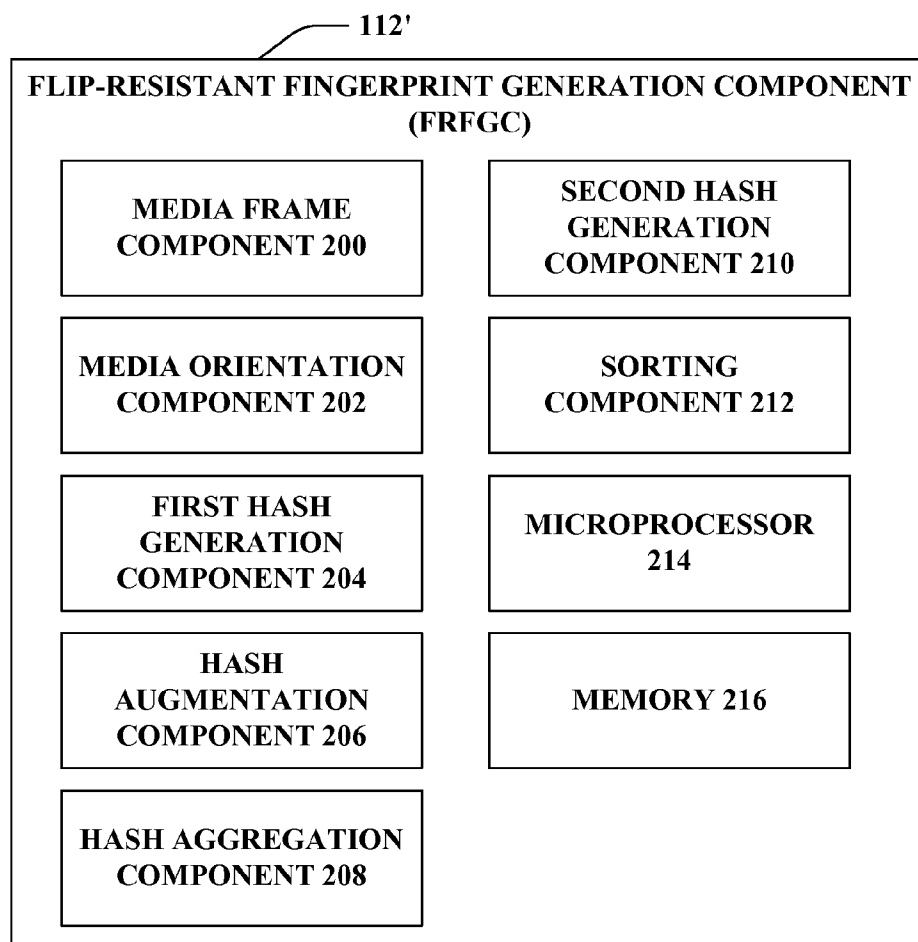 112'
FLIP-RESISTANT FINGERPRINT GENERATION COMPONENT
(FRFGC)
MEDIA FRAME
COMPONENT 200
MEDIA ORIENTATION
COMPONENT 202
FIRST HASH
GENERATION
COMPONENT 204
HASH
AUGMENTATION
COMPONENT 206
HASH AGGREGATION
COMPONENT 208
SECOND HASH
GENERATION
COMPONENT 210
SORTING
COMPONENT 212
MICROPROCESSOR
214
MEMORY 216